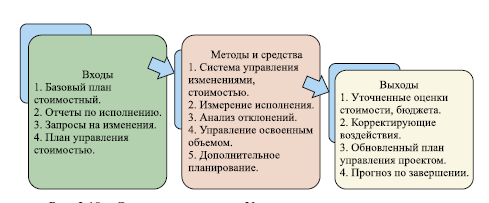 Входы
1. Базовый план
стоимостный.
2. Отчеты по исполнению.
3. Запросы на изменения.
4. План управления
стоимостью.
Методы и средства
1. Система управления
изменениями,
стоимостью.
2. Измерение исполнения.
3. Анализ отклонений.
4. Управление освоенным
объемом.
5. Дополнительное
планирование.
Выходы
1. Уточненные оценки
стоимости, бюджета.
2. Корректирующие
воздействия.
3. Обновленный план
управления проектом.
4. Прогноз по завершении.